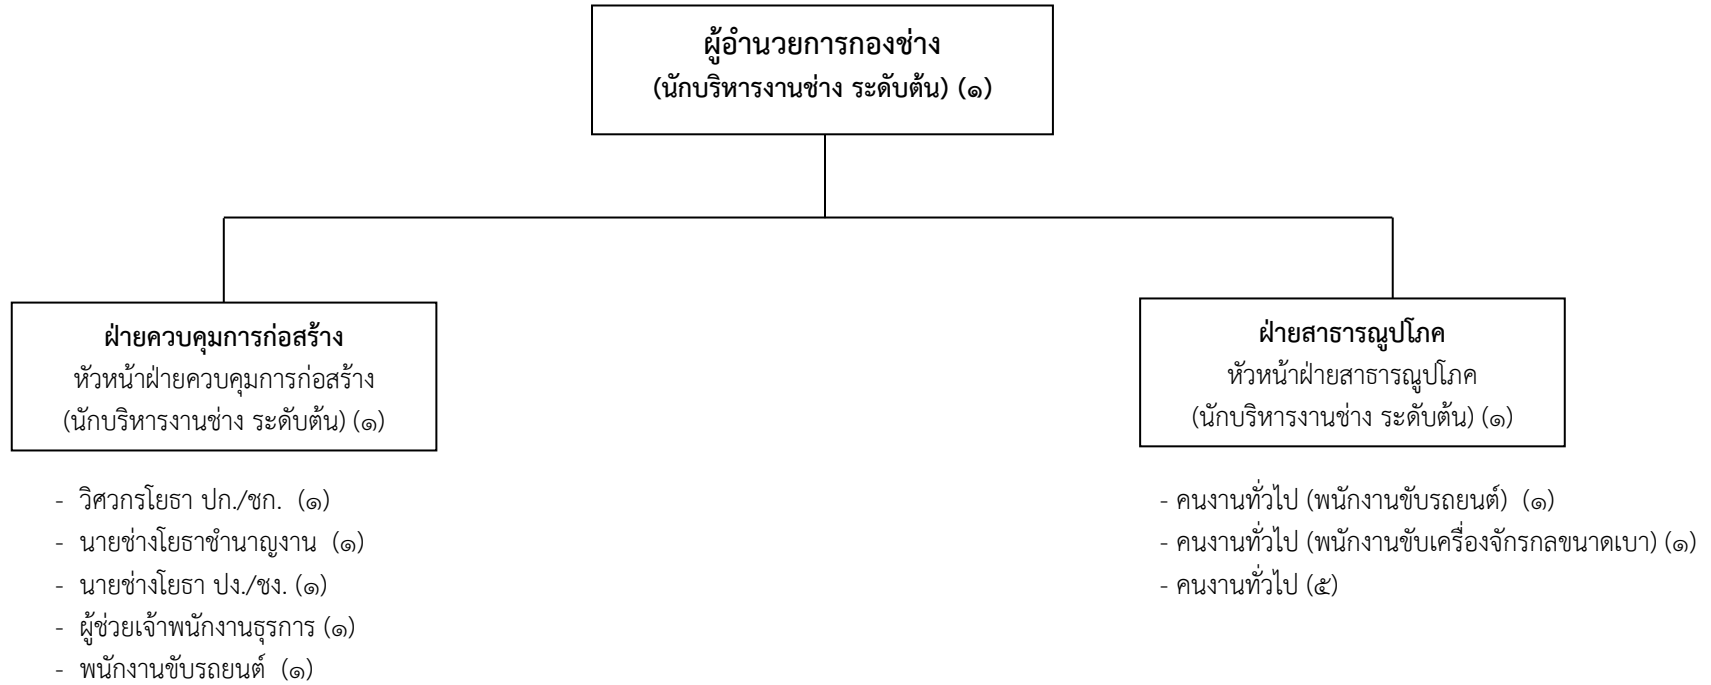 ผู้อำนวยการกองช่าง
(นักบริหารงานช่าง ระดับต้น) (๑)
ฝ่ายควบคุมการก่อสร้าง
หัวหน้าฝ่ายควบคุมการก่อสร้าง
(นักบริหารงานช่าง ระดับต้น) (๑)
- วิศวกรโยธา ปก./ชก. (๑)
- นายช่างโยธาชำนาญงาน (๑)
- นายช่างโยธา ปง./ชง. (๑)
- ผู้ช่วยเจ้าพนักงานธุรการ (๑)
- พนักงานขับรถยนต์ (๑)
ฝ่ายสาธารณูปโภค
หัวหน้าฝ่ายสาธารณูปโภค
(นักบริหารงานช่าง ระดับต้น) (๑)
- คนงานทั่วไป (พนักงานขับรถยนต์) (๑)
- คนงานทั่วไป (พนักงานขับเครื่องจักรกลขนาดเบา) (๑)
- คนงานทั่วไป (๕)